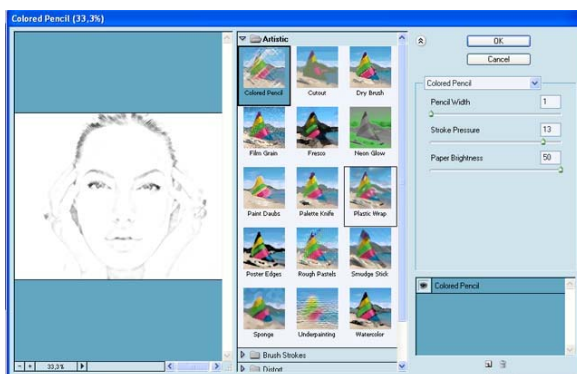 Colored Pencil (33,3%)
Artistic
Colored Pencil
Cutout
Dry Brush
Film Grain
Fresco
Neon Glow
Paint Daubs
Palette Knife
Plastic Wrap
Poster Edges
Rough Pastels
Smudge Stick
Sponge
Underpainting
Watercolor
Brush Strokes
Distort
33,3%
OK
Cancel
Colored Pencil
Pencil Width 1
Stroke Pressure 13
Paper Brightness 50
Colored Pencil